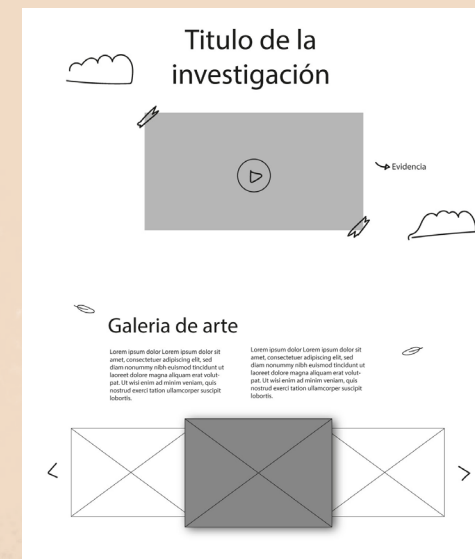 Titulo de la
investigación
Evidencia
Galeria de arte
Lorem ipsum dolor Lorem ipsum dolor sit
amet, consectetuer adipiscing elit, sed
diam nonummy nibh euismod tincidunt ut
laoreet dolore magna aliquam erat volut-
pat. Ut wisi enim ad minim veniam, quis
nostrud exerci tation ullamcorper suscipit
lobortis.
Lorem ipsum dolor Lorem ipsum dolor sit
amet, consectetuer adipiscing elit, sed
diam nonummy nibh euismod tincidunt ut
laoreet dolore magna aliquam erat volut-
pat. Ut wisi enim ad minim veniam, quis
nostrud exerci tation ullamcorper suscipit
lobortis.